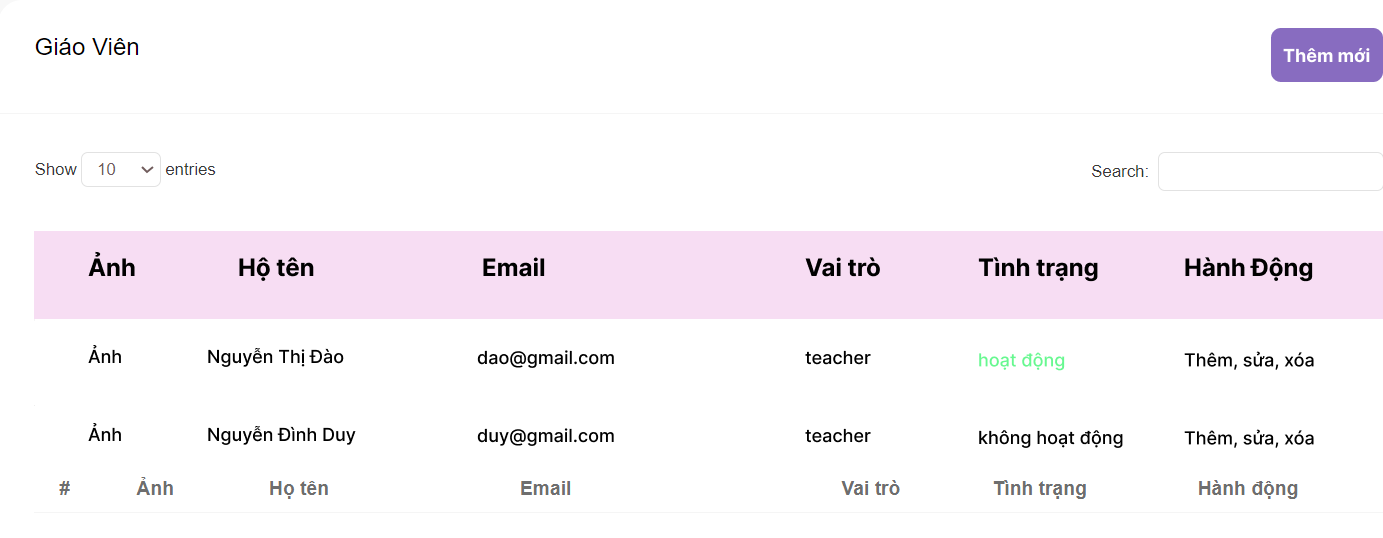 Giáo Viên
Thêm mới
Show 10 entries
Search:
Ảnh Hộ tên Email Vai trò Tình trạng Hành Động
Ảnh Nguyễn Thị Đào dao@gmail.com teacher hoạt động Thêm, sửa, xóa
Ảnh Nguyễn Đình Duy duy@gmail.com teacher không hoạt động Thêm, sửa, xóa
# Ảnh Họ tên Email Vai trò Tình trạng Hành động